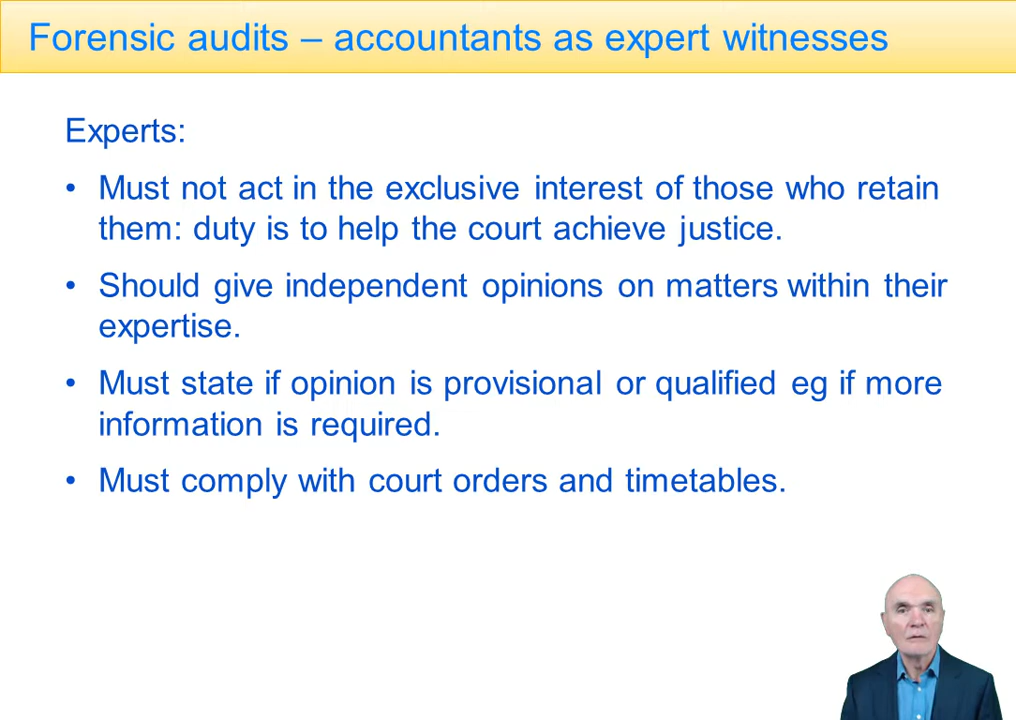 Forensic audits – accountants as expert witnesses
Experts:
• Must not act in the exclusive interest of those who retain
them: duty is to help the court achieve justice.
• Should give independent opinions on matters within their
expertise.
• Must state if opinion is provisional or qualified eg if more
information is required.
• Must comply with court orders and timetables.